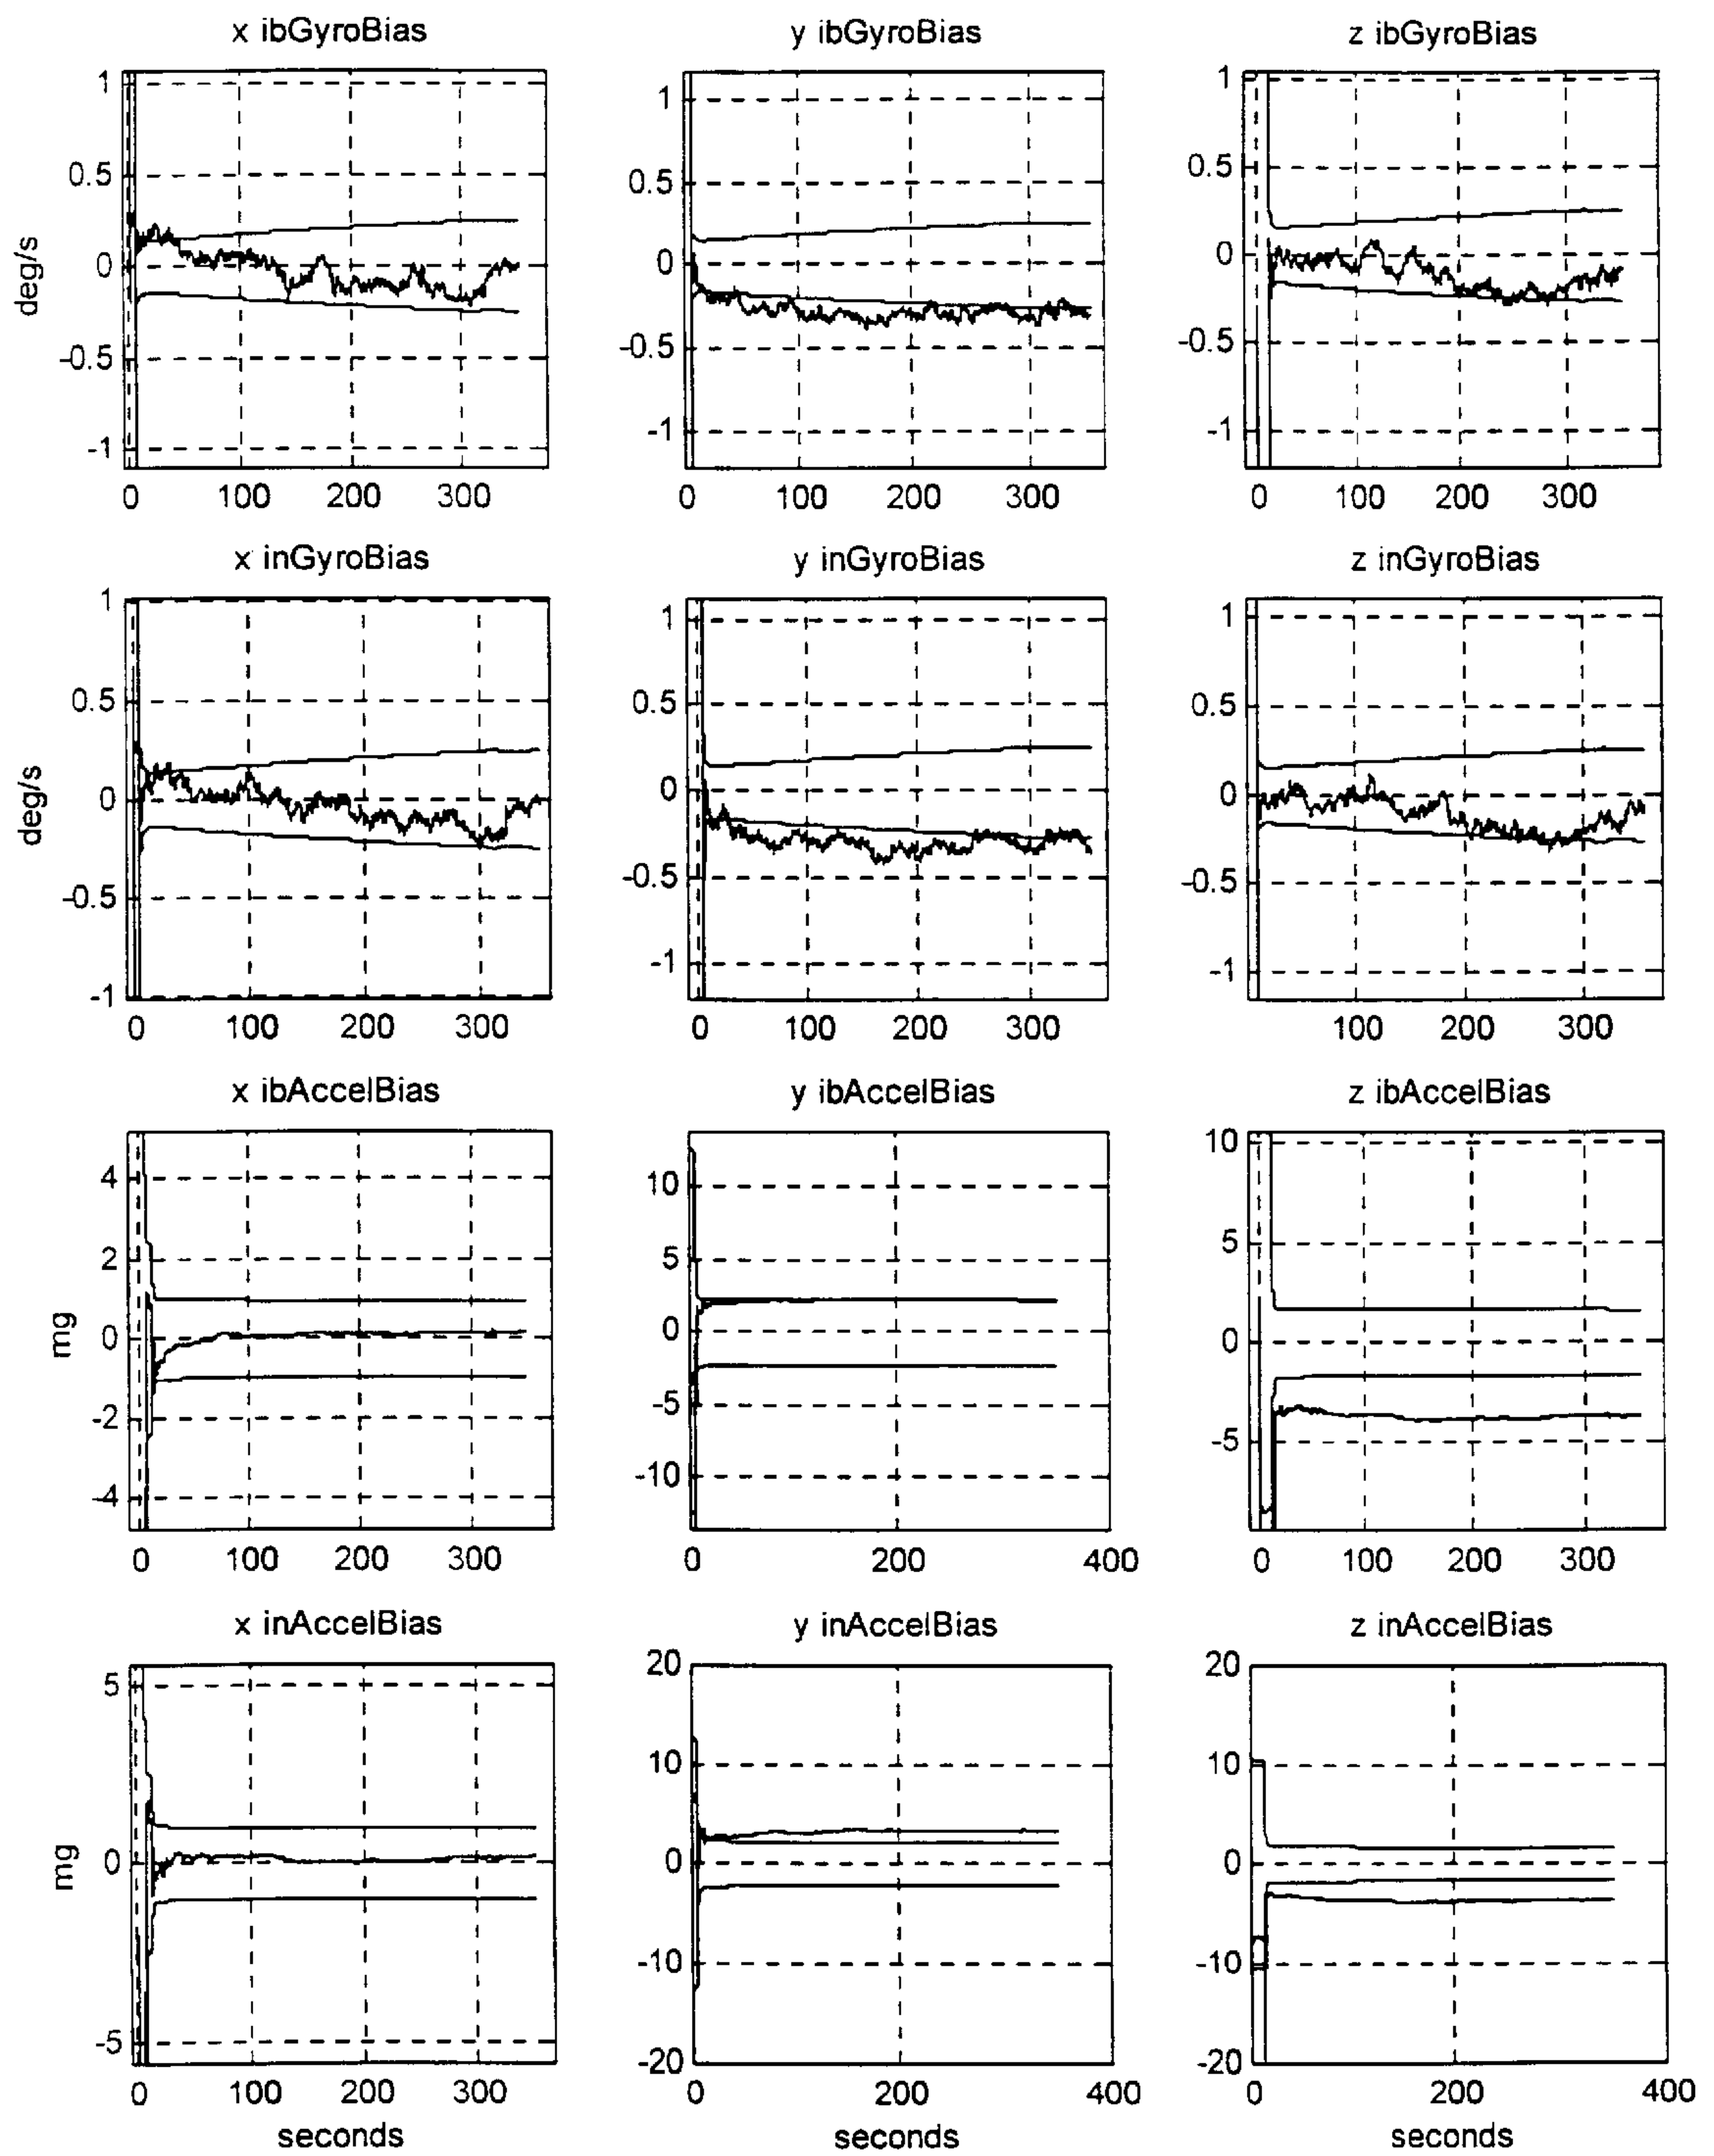 x ibGyroBias y ibGyroBias z ibGyroBias
1 1 1
0.5 0.5 0.5
deg/s 0 0 0
-0.5 -0.5 -0.5
-1 -1 -1
0 100 200 300 0 100 200 300 0 100 200 300
x inGyroBias y inGyroBias z inGyroBias
1 1 1
0.5 0.5 0.5
deg/s 0 0 0
-0.5 -0.5 -0.5
-1 -1 -1
0 100 200 300 0 100 200 300 100 200 300
x ibAccelBias y ibAccelBias z ibAccelBias
4 10 10
2 5 5
mg 0 0 0
-2 -5 -5
-4 -10
0 100 200 300 0 200 400 0 100 200 300
x inAccelBias y inAccelBias z inAccelBias
5 20 20
10 10
mg 0 0 0
-10 -10
-5 -20 -20
0 100 200 300 0 200 400 0 200 400
seconds seconds seconds